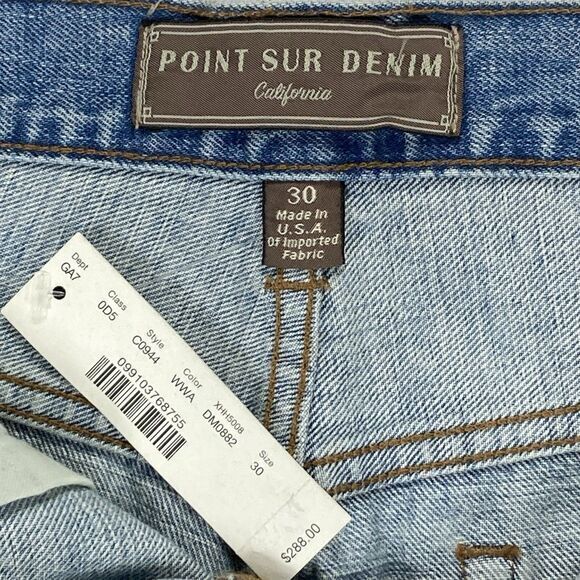 POINT SUR DENIM
California
30
Made In
U.S.A.
Of Imported
Fabric
Dept Class Style Color XHH5008 Size
GA7 0D5 C0944 WWA DM0882 30
099103768755
$288.00